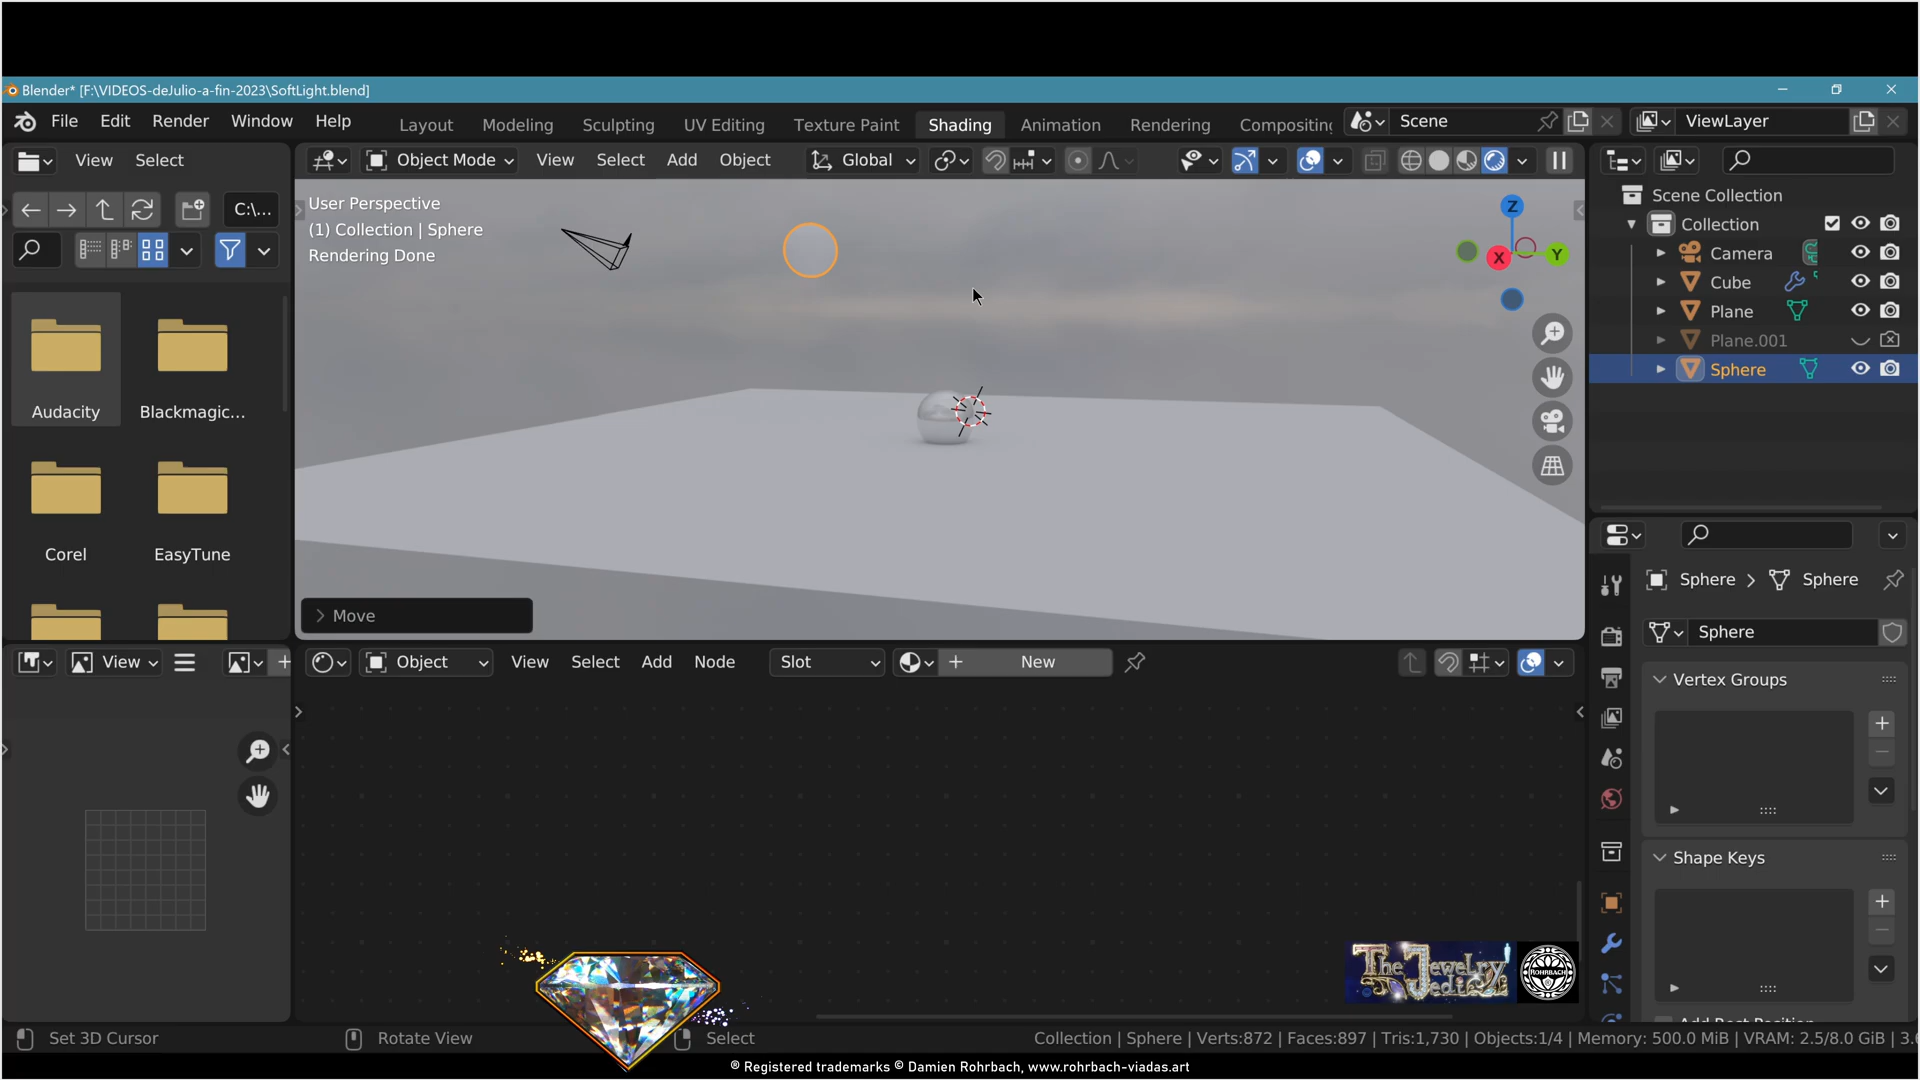 Blender* [F:\VIDEOS-deJulio-a-fin-2023\SoftLight.blend]
File Edit Render Window Help
Layout Modeling Sculpting UV Editing Texture Paint Shading Animation Rendering Compositing
Scene
ViewLayer
View Select
Object Mode View Select Add Object Global
C:\...
User Perspective
(1) Collection | Sphere
Rendering Done
Z
X
Y
Audacity
Blackmagic...
Corel
EasyTune
Move
Scene Collection
Collection
Camera
Cube
Plane
Plane.001
Sphere
Sphere > Sphere
Sphere
Vertex Groups
Shape Keys
View
Object View Select Add Node Slot New
The Jewelry
ROHRBACH
Set 3D Cursor
Rotate View
Select
Collection | Sphere | Verts:872 | Faces:897 | Tris:1,730 | Objects:1/4 | Memory: 500.0 MiB | VRAM: 2.5/8.0 GiB | 3.
® Registered trademarks © Damien Rohrbach, www.rohrbach-viadas.art